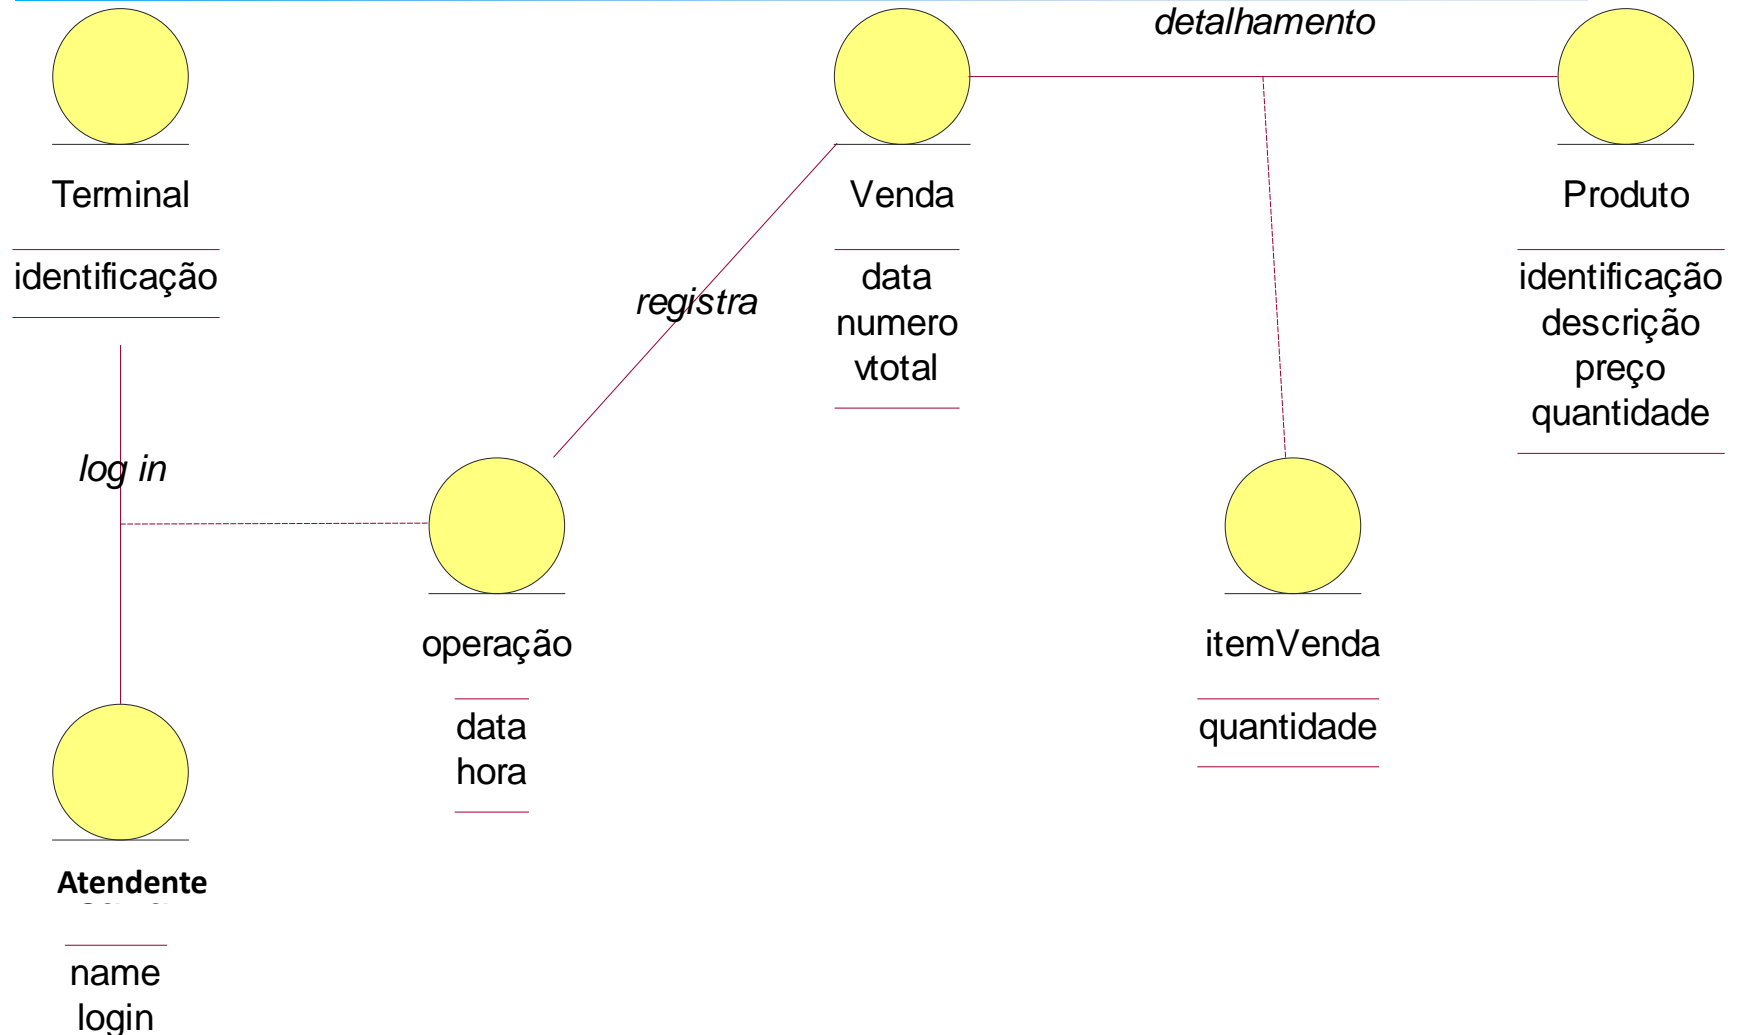 detalhamento
Terminal
identificação
Venda
data
numero
vtotal
Produto
identificação
descrição
preço
quantidade
registra
log in
operação
data
hora
itemVenda
quantidade
Atendente
name
login